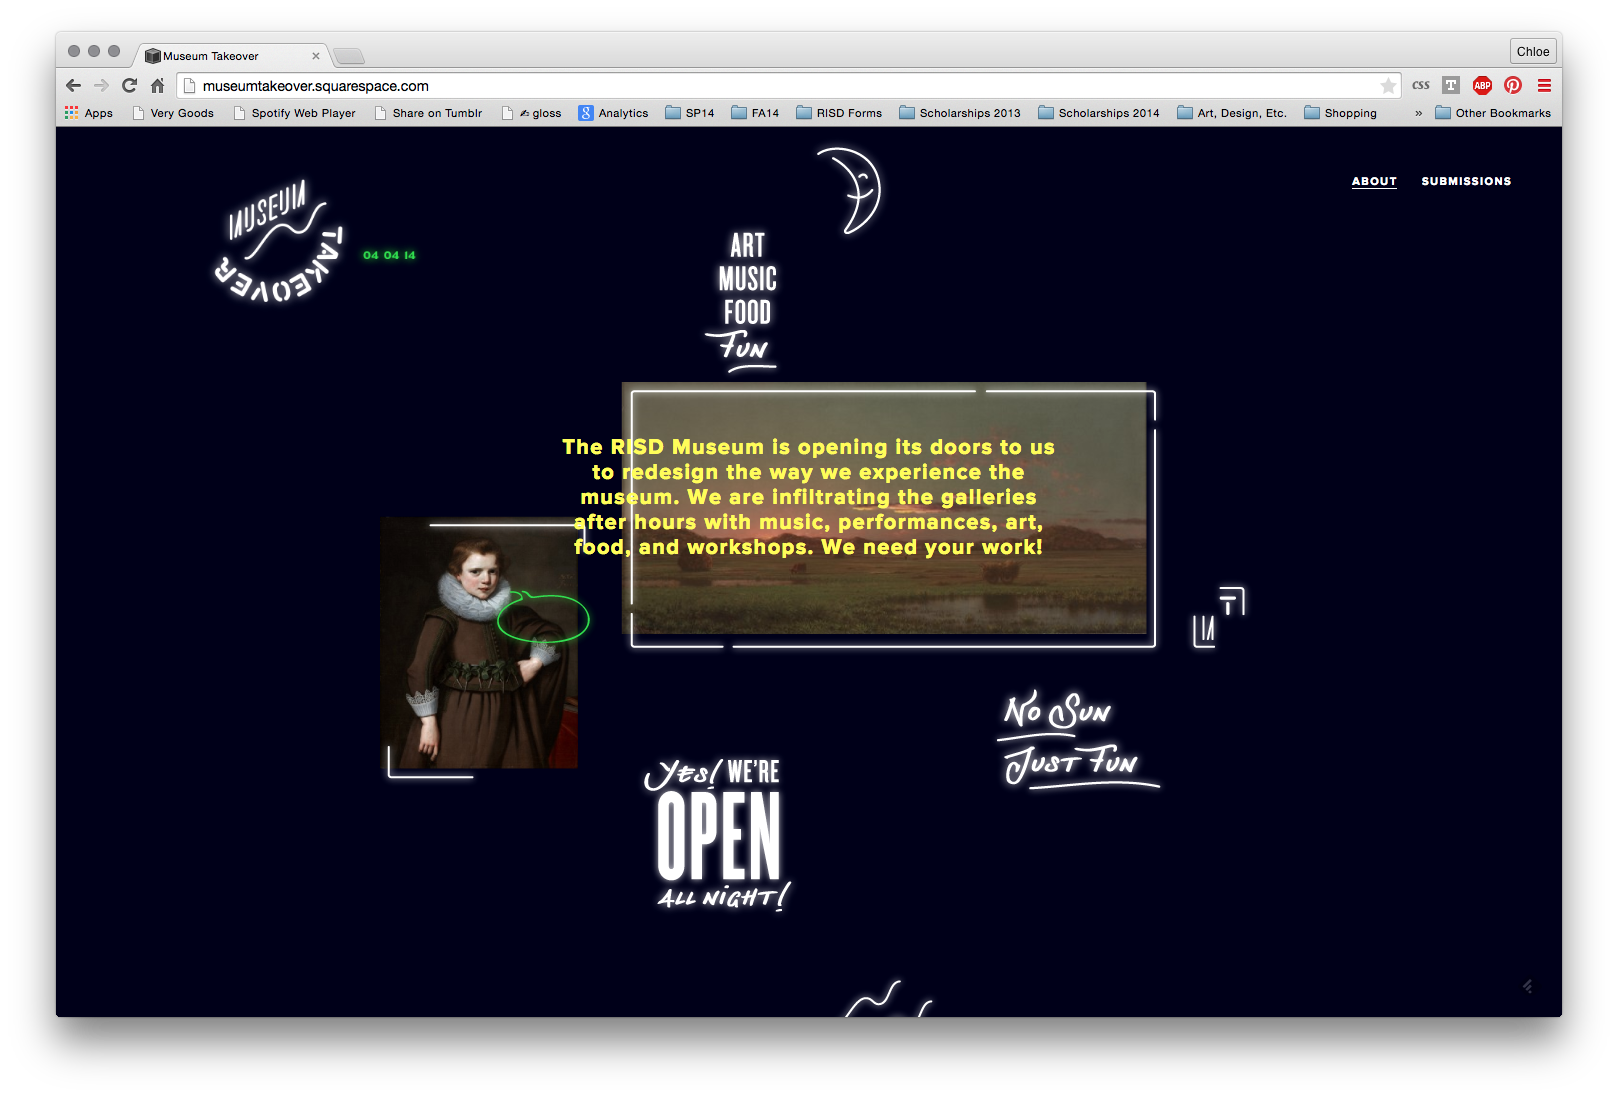 Museum Takeover
Chloe
museumtakeover.squarespace.com
css
T
ABP
Apps
Very Goods
Spotify Web Player
Share on Tumblr
✍ gloss
Analytics
SP14
FA14
RISD Forms
Scholarships 2013
Scholarships 2014
Art, Design, Etc.
Shopping
»
Other Bookmarks
MUSEUM
TAKEOVER
04 04 14
ABOUT
SUBMISSIONS
ART
MUSIC
FOOD
FUN
The RISD Museum is opening its doors to us
to redesign the way we experience the
museum. We are infiltrating the galleries
after hours with music, performances, art,
food, and workshops. We need your work!
NO SUN
JUST FUN
YES! WE'RE
OPEN
ALL NIGHT!